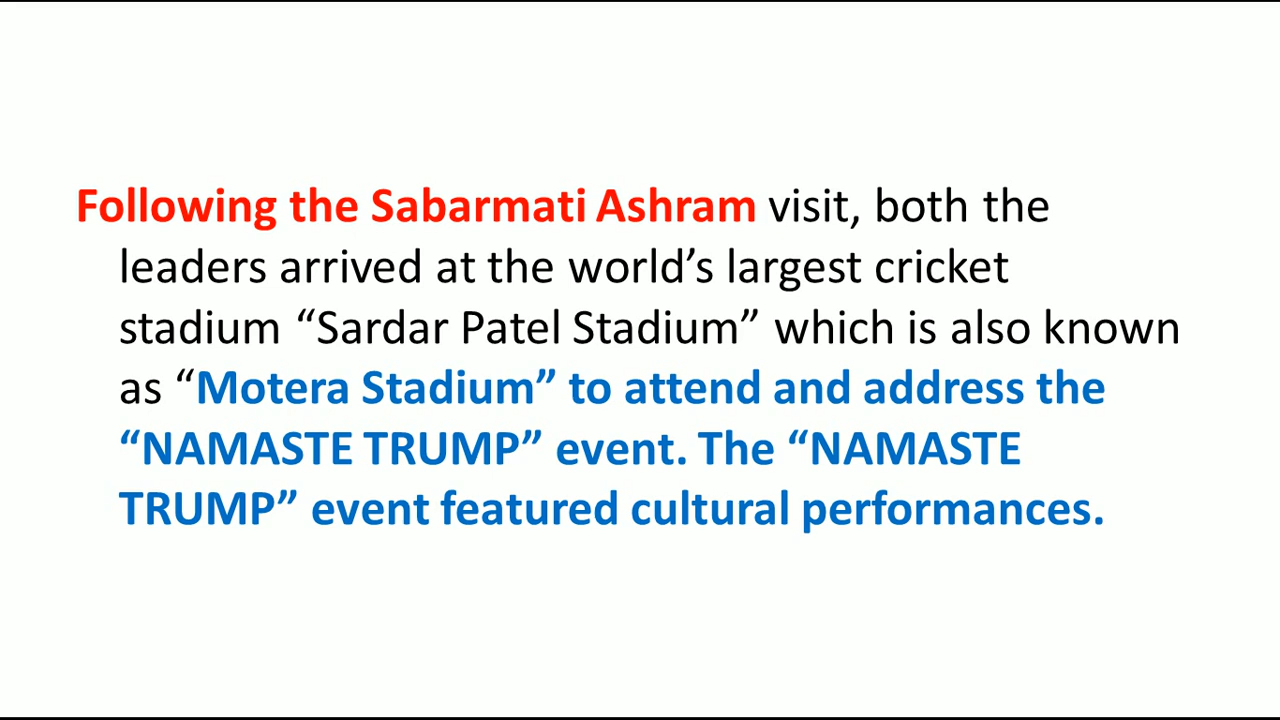 Following the Sabarmati Ashram visit, both the
leaders arrived at the world’s largest cricket
stadium “Sardar Patel Stadium” which is also known
as “Motera Stadium” to attend and address the
“NAMASTE TRUMP” event. The “NAMASTE
TRUMP” event featured cultural performances.